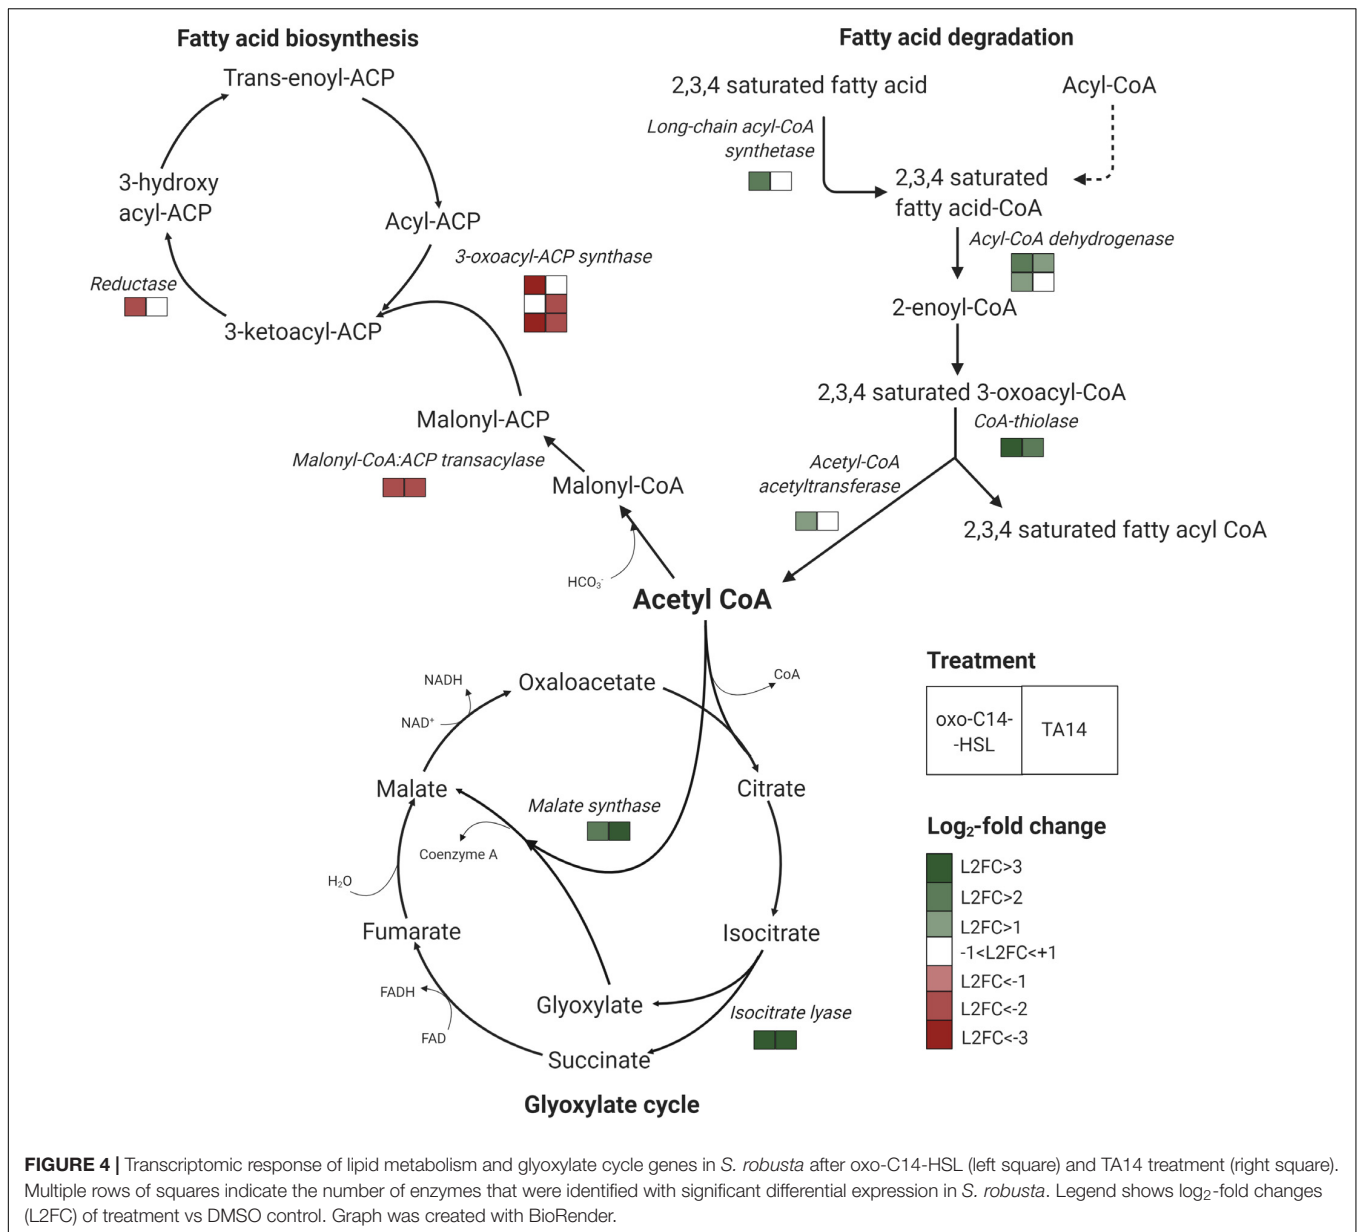 Fatty acid biosynthesis
Trans-enoyl-ACP
3-hydroxy
acyl-ACP
Acyl-ACP
3-oxoacyl-ACP synthase
Reductase
3-ketoacyl-ACP
Malonyl-ACP
Malonyl-CoA:ACP transacylase
Malonyl-CoA
HCO₃⁻
Fatty acid degradation
2,3,4 saturated fatty acid
Acyl-CoA
Long-chain acyl-CoA
synthetase
2,3,4 saturated
fatty acid-CoA
Acyl-CoA dehydrogenase
2-enoyl-CoA
2,3,4 saturated 3-oxoacyl-CoA
CoA-thiolase
Acetyl-CoA
acetyltransferase
2,3,4 saturated fatty acyl CoA
Acetyl CoA
CoA
NADH
Oxaloacetate
NAD⁺
Malate
Citrate
Malate synthase
Coenzyme A
H₂O
Fumarate
Isocitrate
FADH
Glyoxylate
Isocitrate lyase
FAD
Succinate
Glyoxylate cycle
Treatment
oxo-C14-
-HSL
TA14
Log₂-fold change
L2FC>3
L2FC>2
L2FC>1
-1<L2FC<+1
L2FC<-1
L2FC<-2
L2FC<-3
FIGURE 4 | Transcriptomic response of lipid metabolism and glyoxylate cycle genes in S. robusta after oxo-C14-HSL (left square) and TA14 treatment (right square).
Multiple rows of squares indicate the number of enzymes that were identified with significant differential expression in S. robusta. Legend shows log₂-fold changes
(L2FC) of treatment vs DMSO control. Graph was created with BioRender.